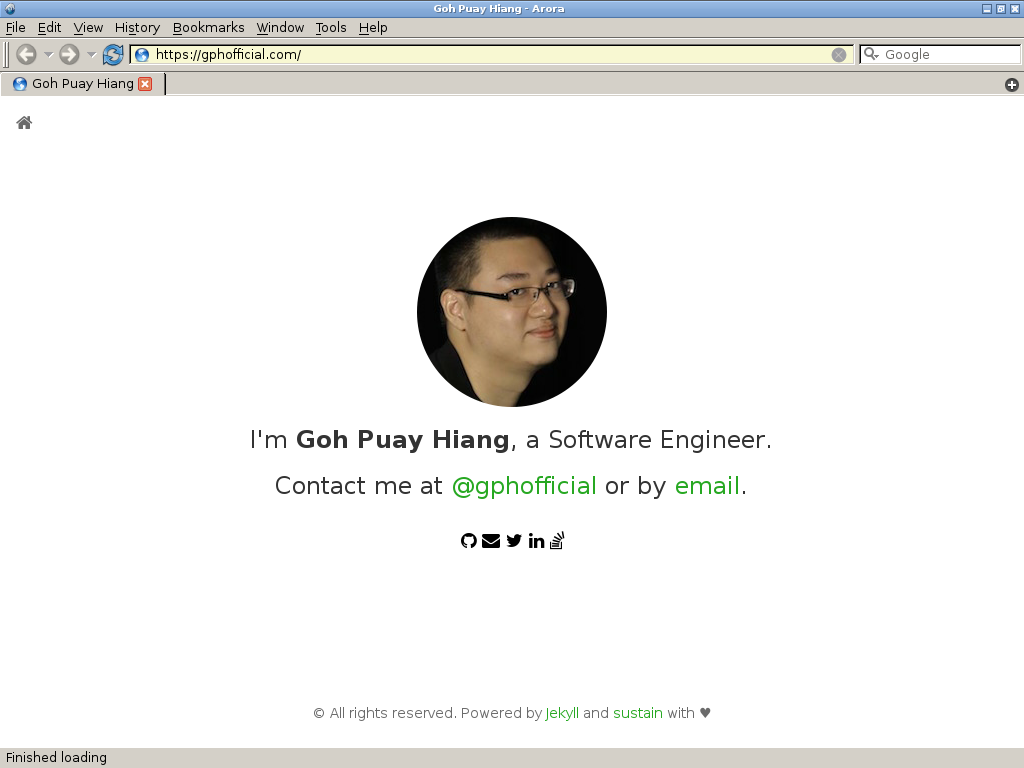 Goh Puay Hiang - Arora
File Edit View History Bookmarks Window Tools Help
https://gphofficial.com/ Google
Goh Puay Hiang
I'm Goh Puay Hiang, a Software Engineer.
Contact me at @gphofficial or by email.
© All rights reserved. Powered by Jekyll and sustain with ♥
Finished loading